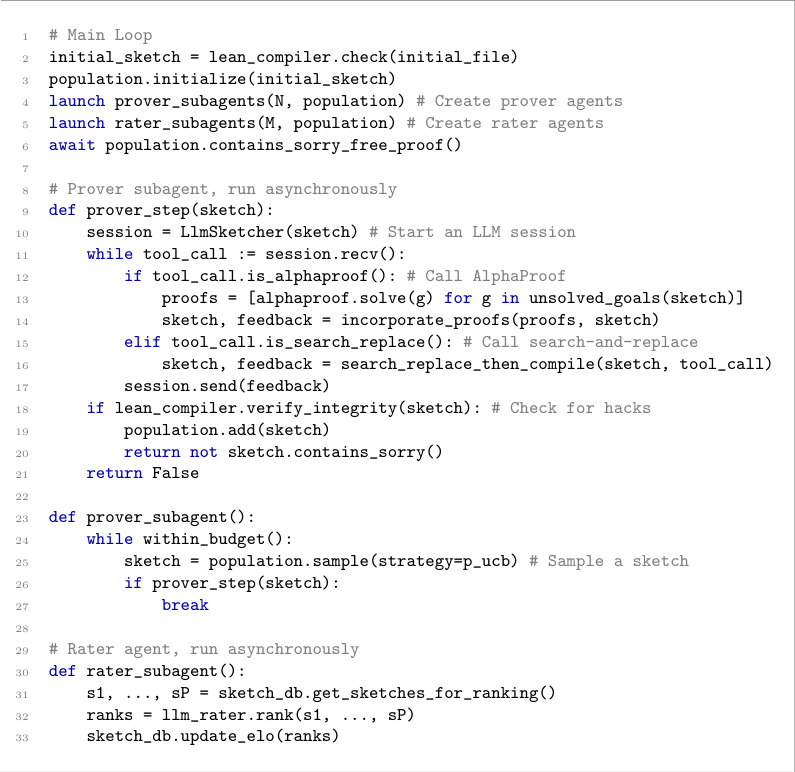 1 # Main Loop
2 initial_sketch = lean_compiler.check(initial_file)
3 population.initialize(initial_sketch)
4 launch prover_subagents(N, population) # Create prover agents
5 launch rater_subagents(M, population) # Create rater agents
6 await population.contains_sorry_free_proof()
7
8 # Prover subagent, run asynchronously
9 def prover_step(sketch):
10     session = LlmSketcher(sketch) # Start an LLM session
11     while tool_call := session.recv():
12         if tool_call.is_alphaproof(): # Call AlphaProof
13             proofs = [alphaproof.solve(g) for g in unsolved_goals(sketch)]
14             sketch, feedback = incorporate_proofs(proofs, sketch)
15         elif tool_call.is_search_replace(): # Call search-and-replace
16             sketch, feedback = search_replace_then_compile(sketch, tool_call)
17         session.send(feedback)
18     if lean_compiler.verify_integrity(sketch): # Check for hacks
19         population.add(sketch)
20         return not sketch.contains_sorry()
21     return False
22
23 def prover_subagent():
24     while within_budget():
25         sketch = population.sample(strategy=p_ucb) # Sample a sketch
26         if prover_step(sketch):
27             break
28
29 # Rater agent, run asynchronously
30 def rater_subagent():
31     s1, ..., sP = sketch_db.get_sketches_for_ranking()
32     ranks = llm_rater.rank(s1, ..., sP)
33     sketch_db.update_elo(ranks)